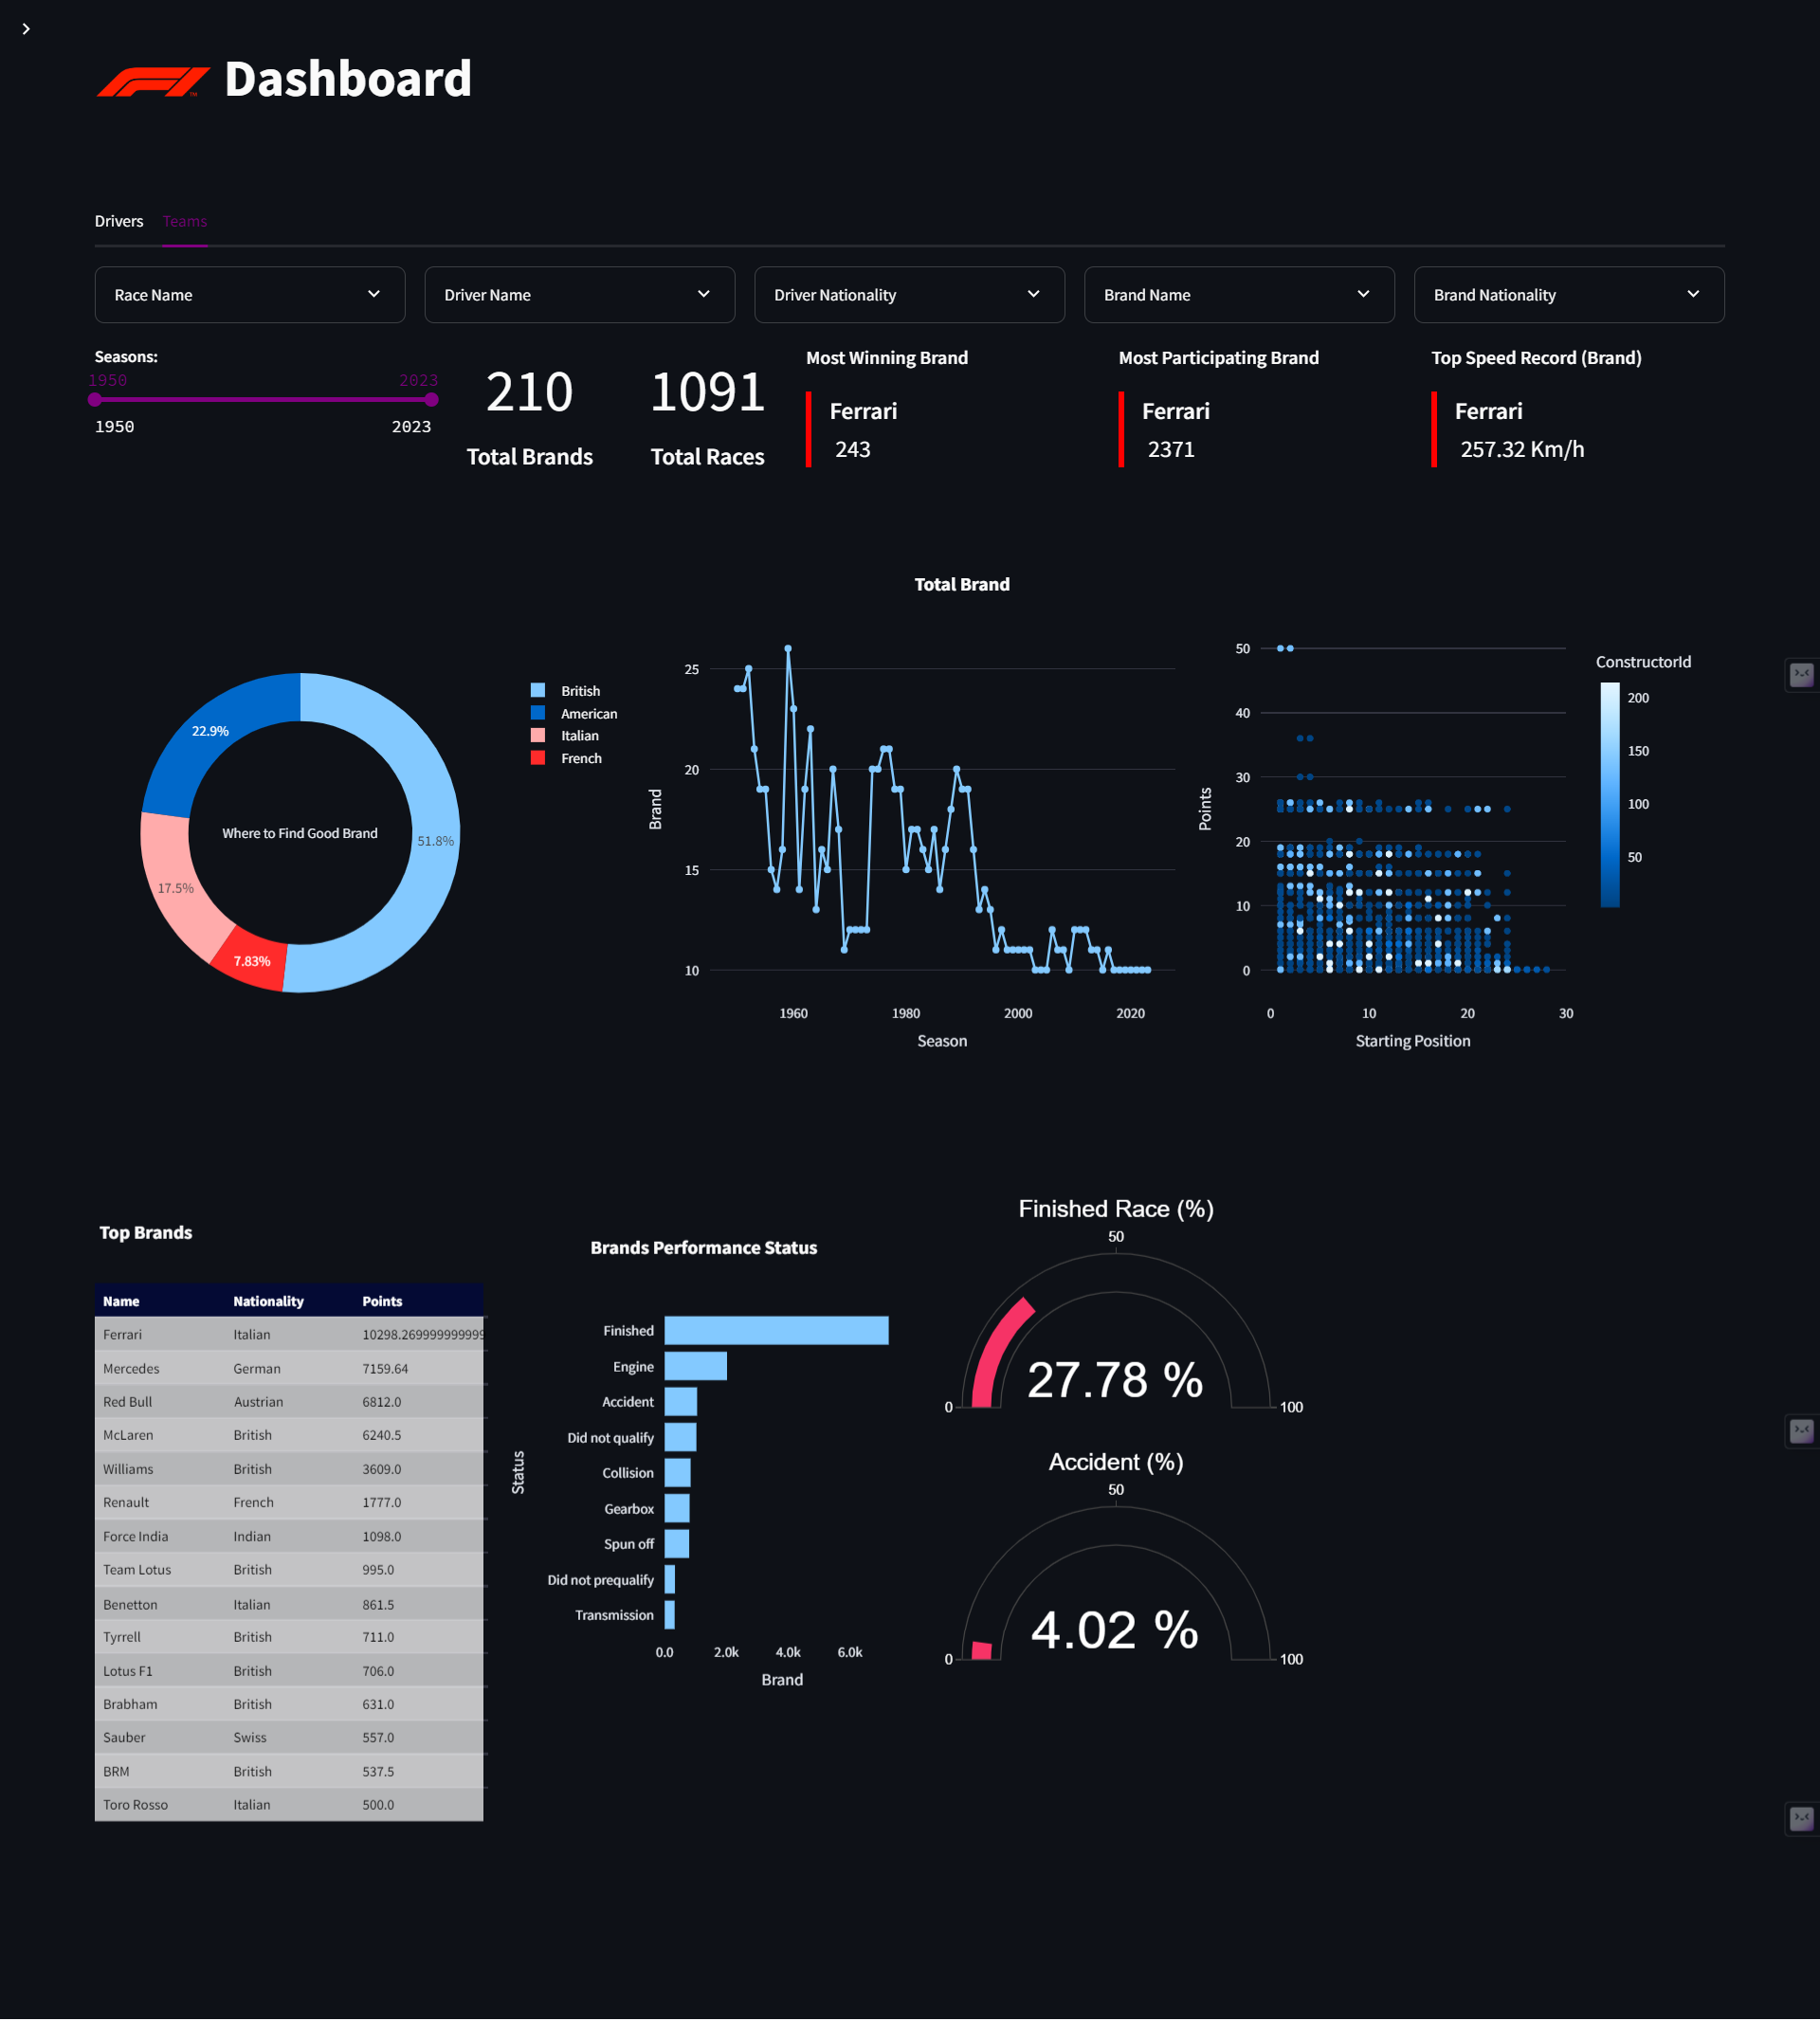 Dashboard
Drivers Teams
Race Name
Driver Name
Driver Nationality
Brand Name
Brand Nationality
Seasons:
1950 2023
1950 2023
210
Total Brands
1091
Total Races
Most Winning Brand
Ferrari
243
Most Participating Brand
Ferrari
2371
Top Speed Record (Brand)
Ferrari
257.32 Km/h
22.9%
17.5%
7.83%
51.8%
Where to Find Good Brand
British
American
Italian
French
Total Brand
25
20
15
10
Brand
1960 1980 2000 2020
Season
50
40
30
20
10
0
Points
0 10 20 30
Starting Position
ConstructorId
200
150
100
50
Top Brands
Name Nationality Points
Ferrari Italian 10298.269999999999
Mercedes German 7159.64
Red Bull Austrian 6812.0
McLaren British 6240.5
Williams British 3609.0
Renault French 1777.0
Force India Indian 1098.0
Team Lotus British 995.0
Benetton Italian 861.5
Tyrrell British 711.0
Lotus F1 British 706.0
Brabham British 631.0
Sauber Swiss 557.0
BRM British 537.5
Toro Rosso Italian 500.0
Brands Performance Status
Status
Finished
Engine
Accident
Did not qualify
Collision
Gearbox
Spun off
Did not prequalify
Transmission
0.0 2.0k 4.0k 6.0k
Brand
Finished Race (%)
50
27.78 %
0 100
Accident (%)
50
4.02 %
0 100